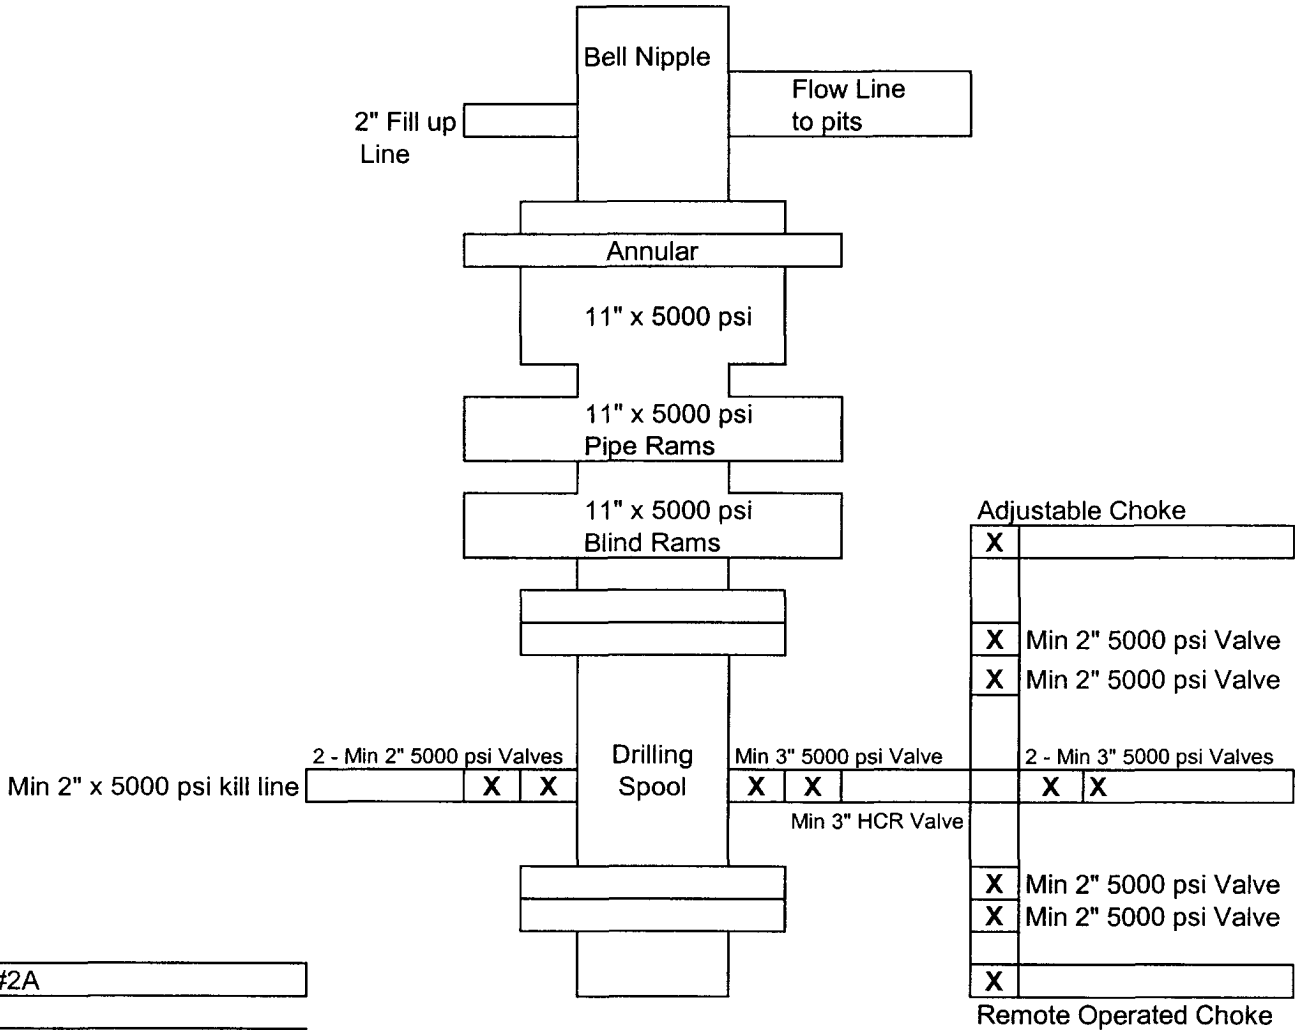 Bell Nipple
Flow Line
to pits
2" Fill up
Line
Annular
11" x 5000 psi
11" x 5000 psi
Pipe Rams
11" x 5000 psi
Blind Rams
Adjustable Choke
X
X Min 2" 5000 psi Valve
X Min 2" 5000 psi Valve
2 - Min 2" 5000 psi Valves
Drilling
Spool
Min 3" 5000 psi Valve
2 - Min 3" 5000 psi Valves
Min 2" x 5000 psi kill line
X X
X X
X X
Min 3" HCR Valve
X Min 2" 5000 psi Valve
X Min 2" 5000 psi Valve
#2A
X
Remote Operated Choke